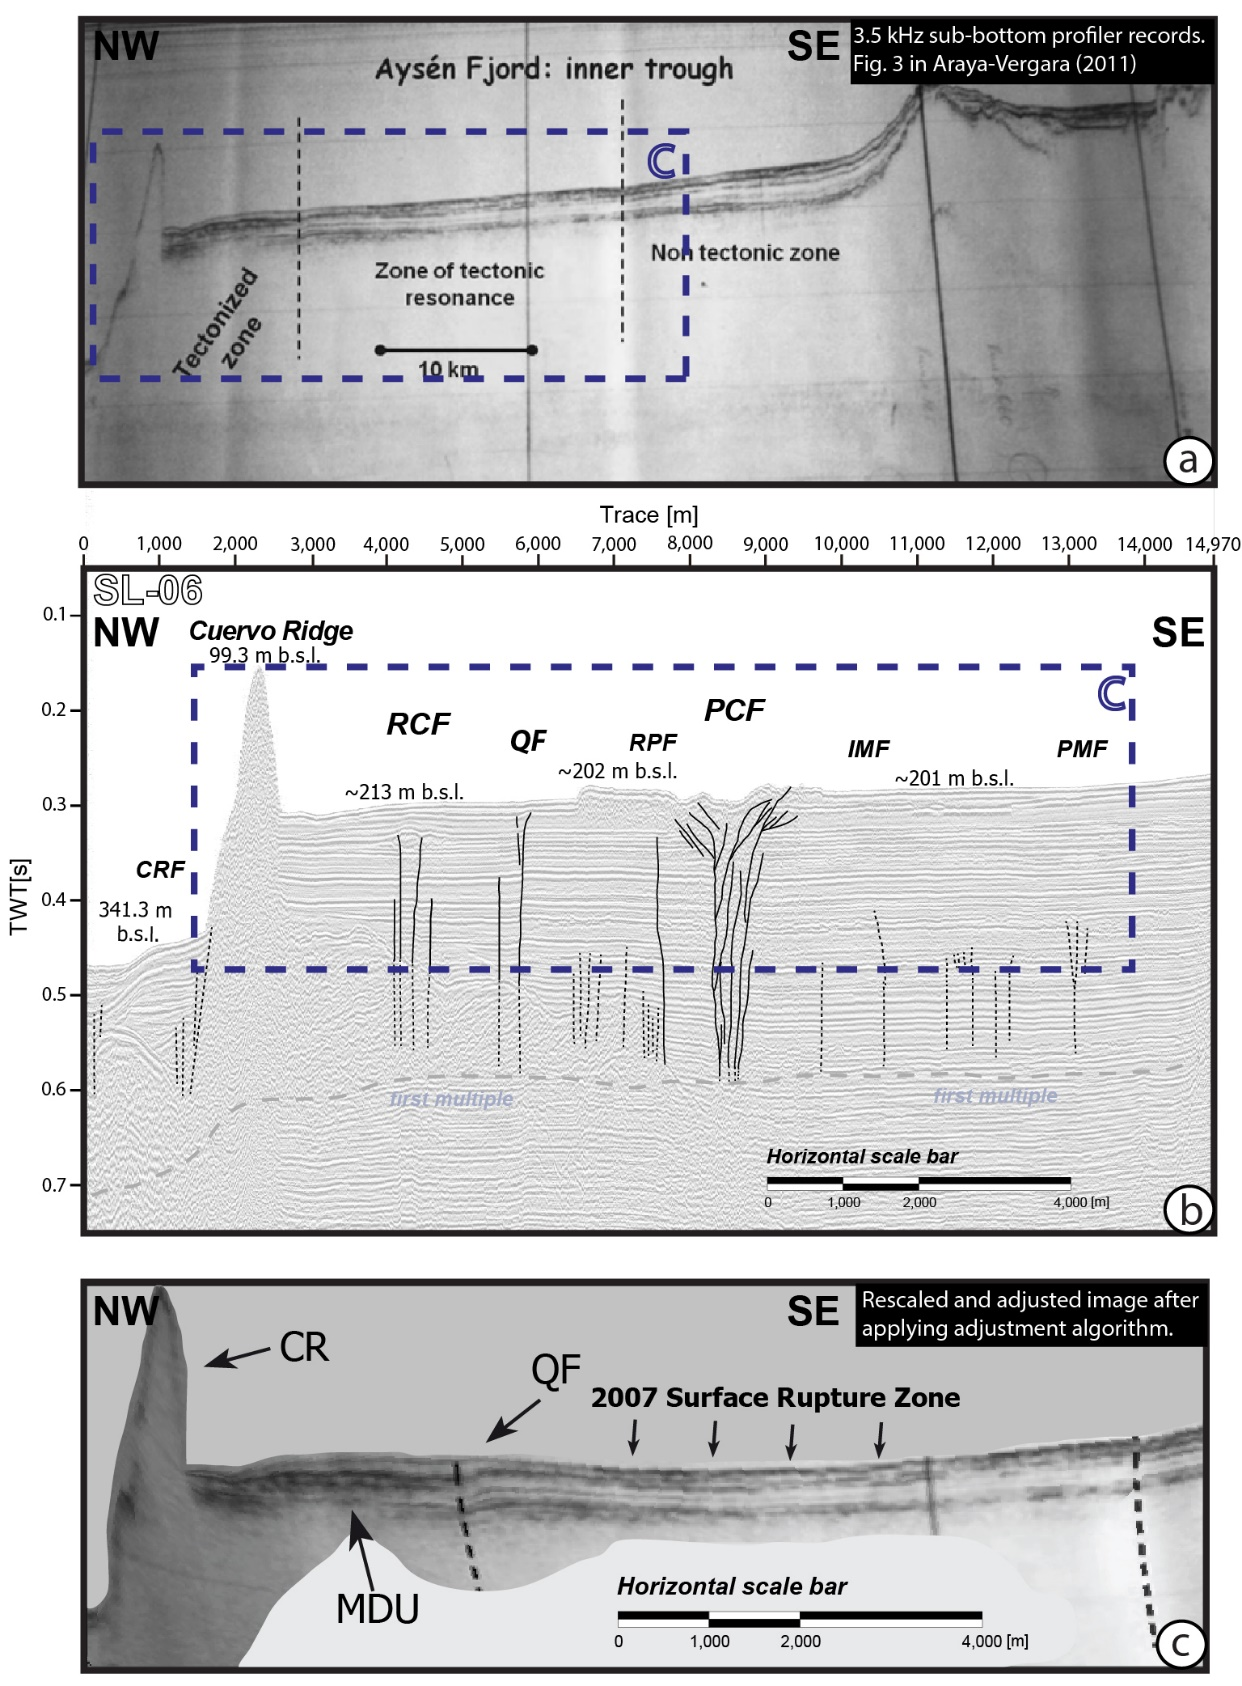 NW
SE
3.5 kHz sub-bottom profiler records.
Fig. 3 in Araya-Vergara (2011)
Aysén Fjord: inner trough
C
Non tectonic zone
Zone of tectonic
resonance
Tectonized
zone
10 km
a
Trace [m]
0 1,000 2,000 3,000 4,000 5,000 6,000 7,000 8,000 9,000 10,000 11,000 12,000 13,000 14,000 14,970
SL-06
NW
SE
Cuervo Ridge
99.3 m b.s.l.
C
RCF
QF
RPF
PCF
IMF
PMF
~213 m b.s.l.
~202 m b.s.l.
~201 m b.s.l.
CRF
341.3 m
b.s.l.
TWT[s]
0.1
0.2
0.3
0.4
0.5
0.6
0.7
first multiple
first multiple
Horizontal scale bar
0 1,000 2,000 4,000 [m]
b
NW
SE
Rescaled and adjusted image after
applying adjustment algorithm.
CR
QF
2007 Surface Rupture Zone
MDU
Horizontal scale bar
0 1,000 2,000 4,000 [m]
c